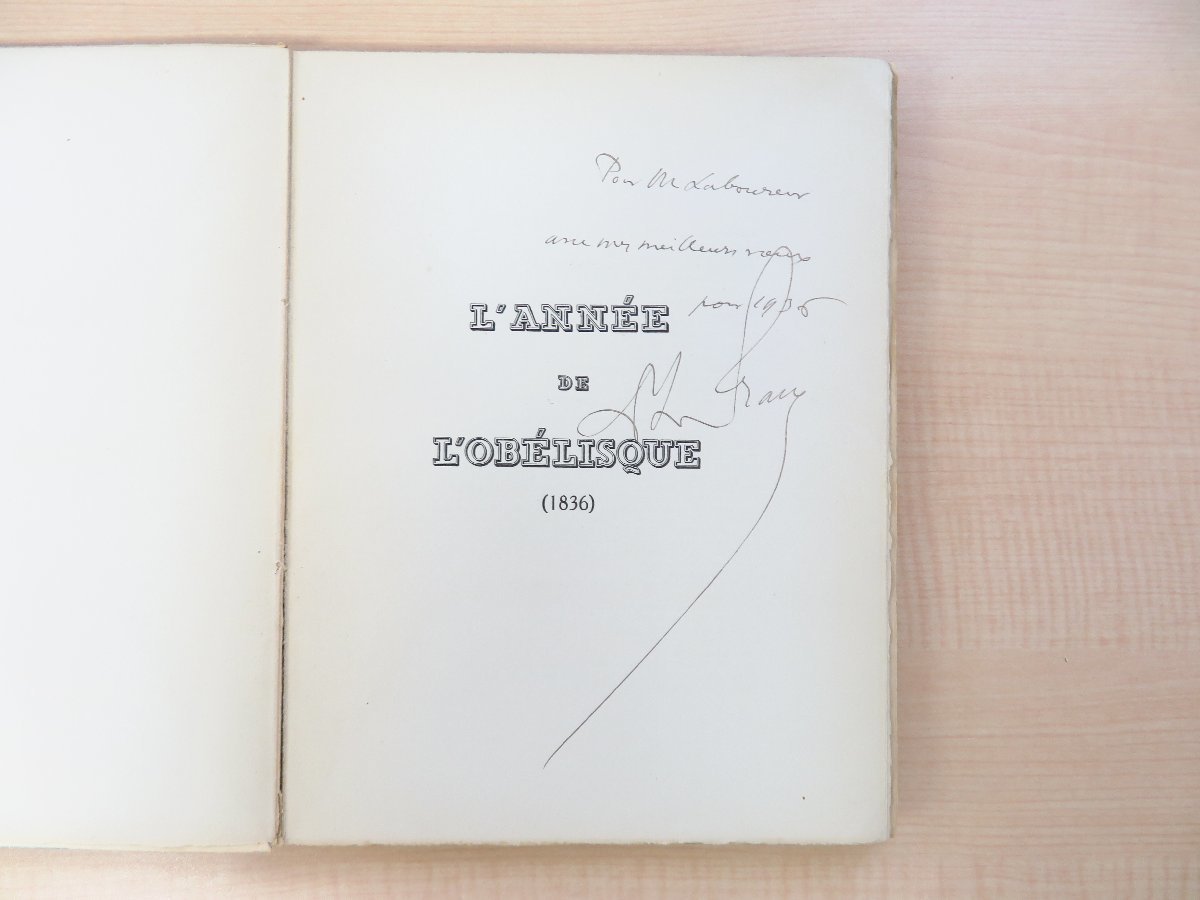 Pour M Laboureur
avec mes meilleurs vœux
pour 1936
L'ANNÉE
DE
L'OBÉLISQUE
(1836)